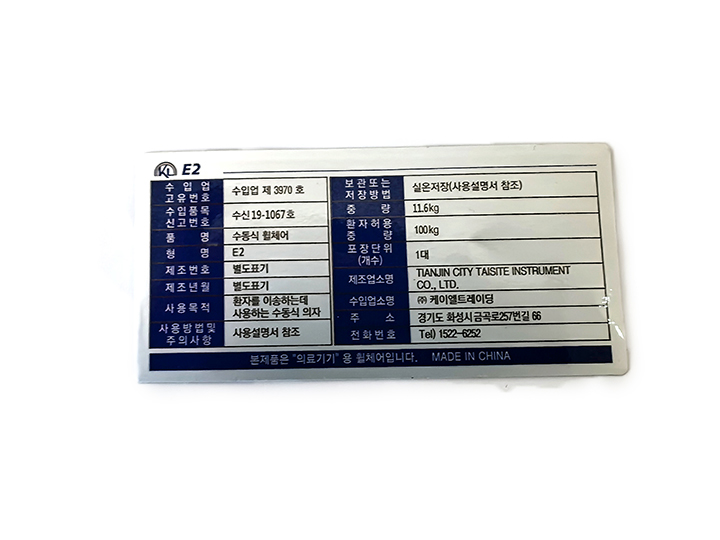 KL E2
수 입 업
고유번호
수입업 제 3970 호
수입품목
신고번호
수신 19-1067호
품 명
수동식 휠체어
형 명
E2
제조번호
별도표기
제조년월
별도표기
사용목적
환자를 이송하는데
사용하는 수동식 의자
사용방법및
주의사항
사용설명서 참조
보관또는
저장방법
실온저장(사용설명서 참조)
중 량
11.6kg
환자허용
중 량
100kg
포장단위
(개수)
1대
제조업소명
TIANJIN CITY TAISITE INSTRUMENT
CO., LTD.
수입업소명
㈜ 케이엘트레이딩
주 소
경기도 화성시 금곡로257번길 66
전화번호
Tel) 1522-6252
본제품은 "의료기기" 용 휠체어입니다. MADE IN CHINA